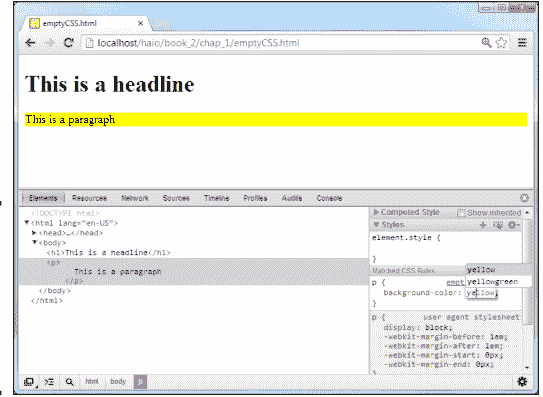 emptyCSS.html
localhost/haio/book_2/chap_1/emptyCSS.html
This is a headline
This is a paragraph
Elements Resources Network Sources Timeline Profiles Audits Console
<!DOCTYPE html>
▼<html lang="en-US">
▶<head>…</head>
▼<body>
<h1>This is a headline</h1>
<p>
This is a paragraph
</p>
</body>
</html>
▶ Computed Style Show inherited
▼ Styles
element.style {
}
Matched CSS Rules
yellow
yellowgreen
p { empt
background-color: yellow;
}
p { user agent stylesheet
display: block;
-webkit-margin-before: 1em;
-webkit-margin-after: 1em;
-webkit-margin-start: 0px;
-webkit-margin-end: 0px;
}
html body p